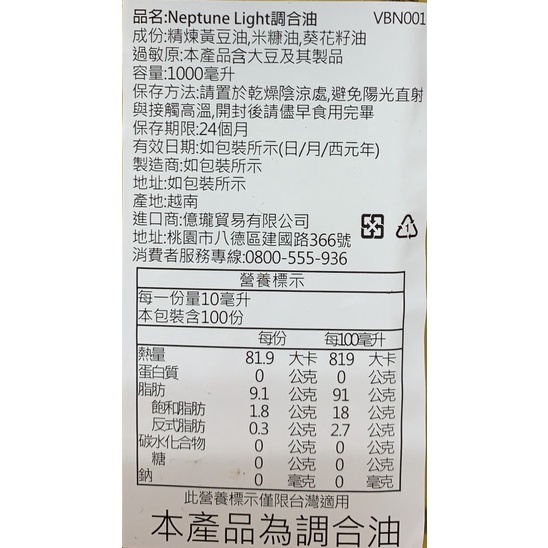 品名:Neptune Light調合油 VBN001
成份:精煉黃豆油,米糠油,葵花籽油
過敏原:本產品含大豆及其製品
容量:1000毫升
保存方法:請置於乾燥陰涼處,避免陽光直射
與接觸高溫,開封後請儘早食用完畢
保存期限:24個月
有效日期:如包裝所示(日/月/西元年)
製造商:如包裝所示
地址:如包裝所示
產地:越南
進口商:億瓏貿易有限公司
地址:桃園市八德區建國路366號
消費者服務專線:0800-555-936
營養標示
每一份量10毫升
本包裝含100份
每份 每100毫升
熱量 81.9 大卡 819 大卡
蛋白質 0 公克 0 公克
脂肪 9.1 公克 91 公克
飽和脂肪 1.8 公克 18 公克
反式脂肪 0.3 公克 2.7 公克
碳水化合物 0 公克 0 公克
糖 0 公克 0 公克
鈉 0 毫克 0 毫克
此營養標示僅限台灣適用
本產品為調合油